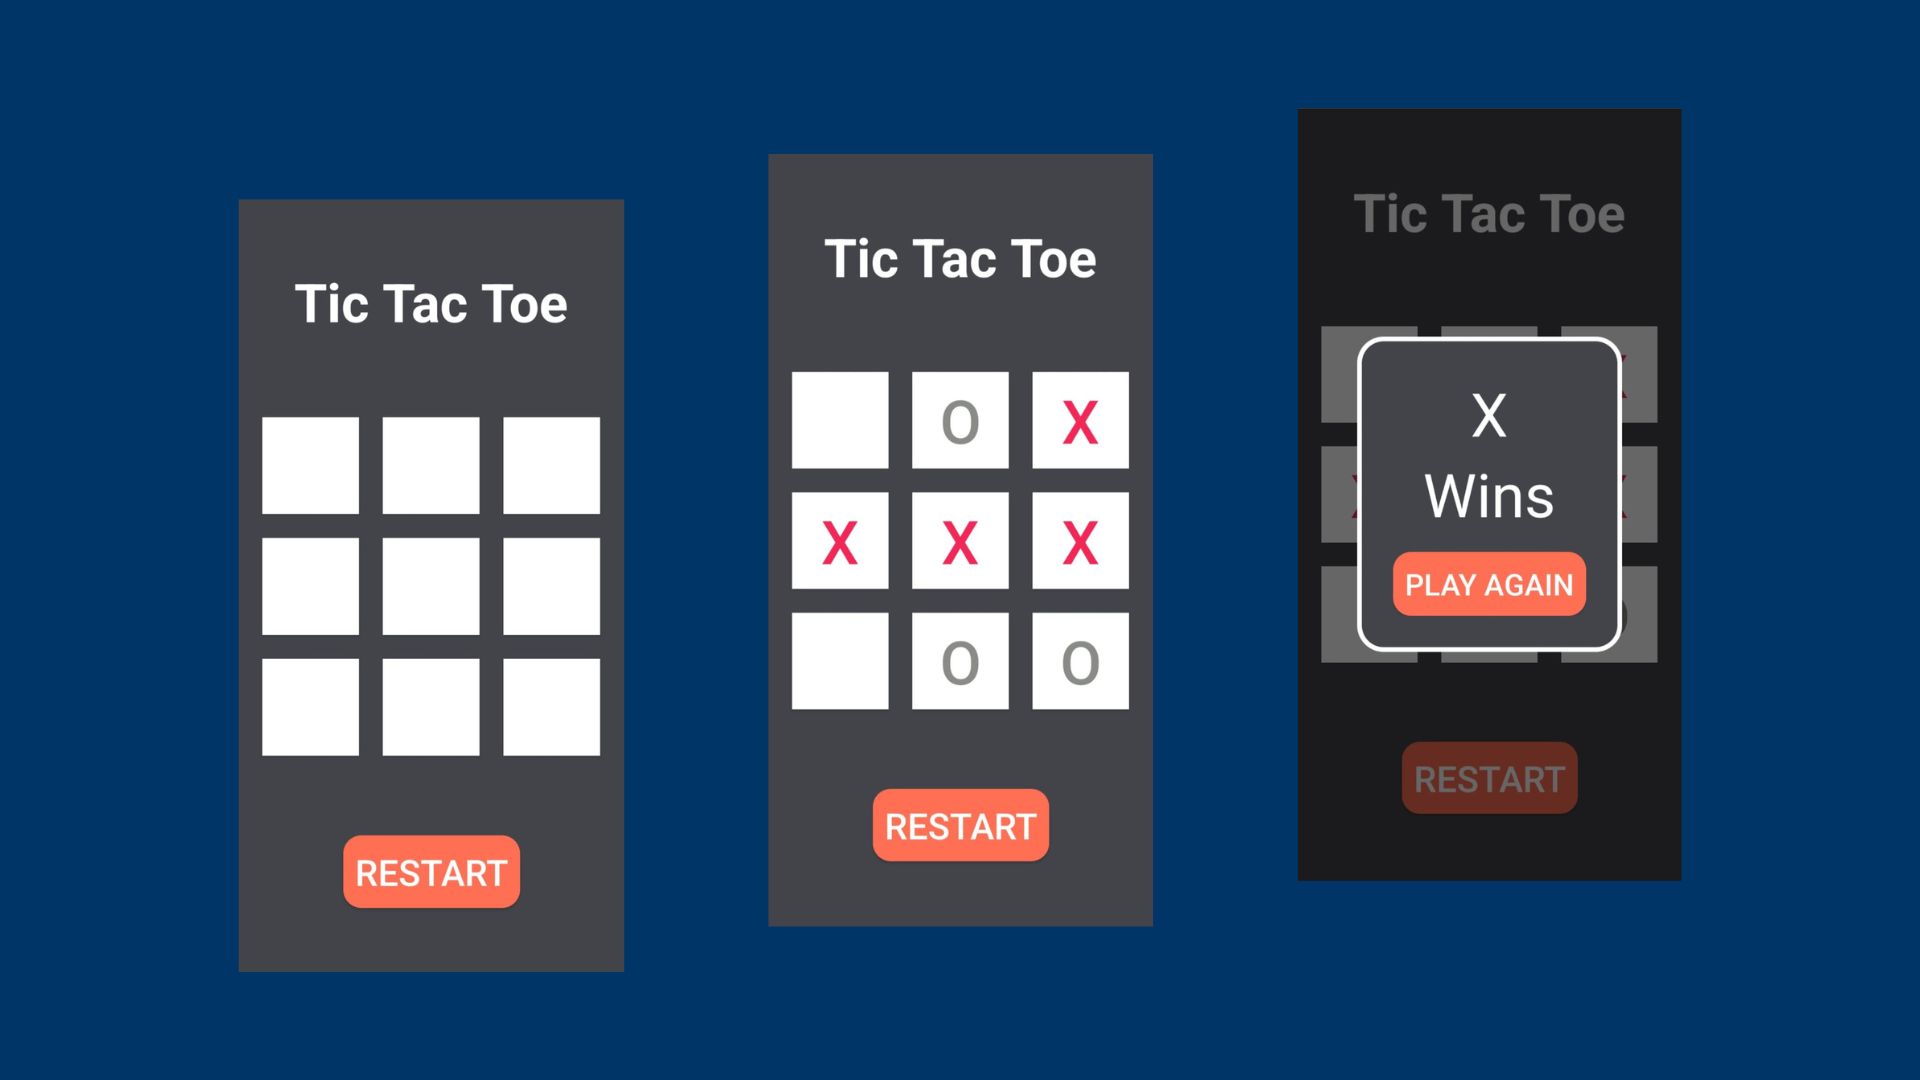 Tic Tac Toe
RESTART
Tic Tac Toe
O X
X X X
O O
RESTART
Tic Tac Toe
X
Wins
PLAY AGAIN
RESTART